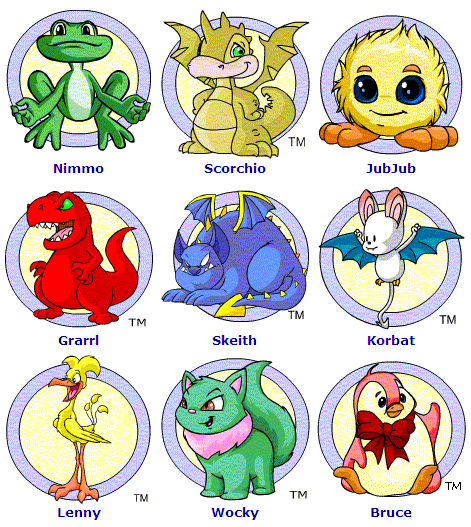 Nimmo
TM
Scorchio
JubJub
TM
Grarrl
TM
Skeith
TM
Korbat
TM
Lenny
TM
Wocky
TM
Bruce